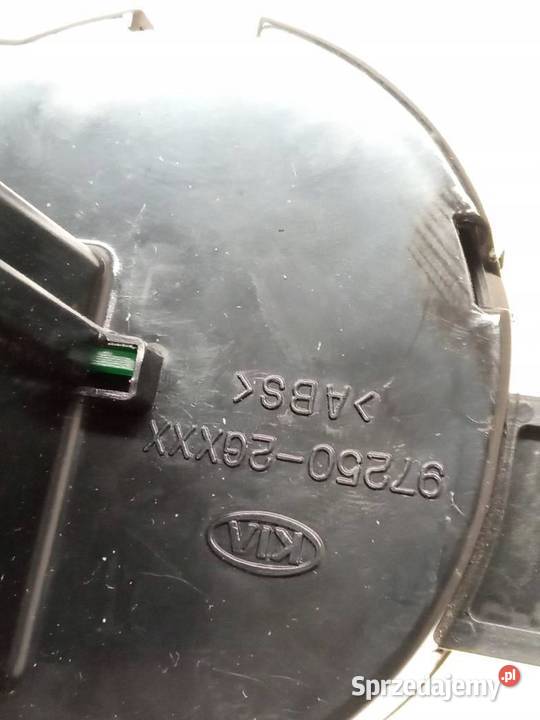 KIA
97250-2GXXX
>ABS<
Sprzedajemy.pl